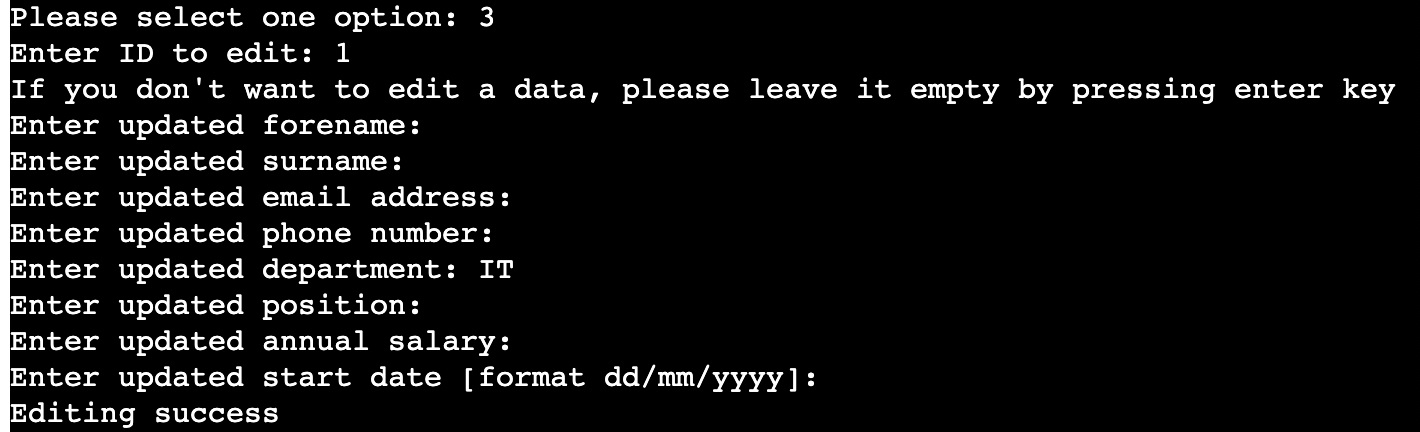 Please select one option: 3
Enter ID to edit: 1
If you don't want to edit a data, please leave it empty by pressing enter key
Enter updated forename:
Enter updated surname:
Enter updated email address:
Enter updated phone number:
Enter updated department: IT
Enter updated position:
Enter updated annual salary:
Enter updated start date [format dd/mm/yyyy]:
Editing success